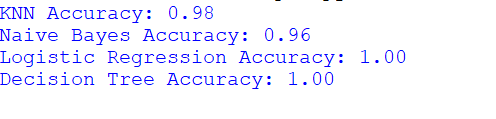 KNN Accuracy: 0.98
Naive Bayes Accuracy: 0.96
Logistic Regression Accuracy: 1.00
Decision Tree Accuracy: 1.00